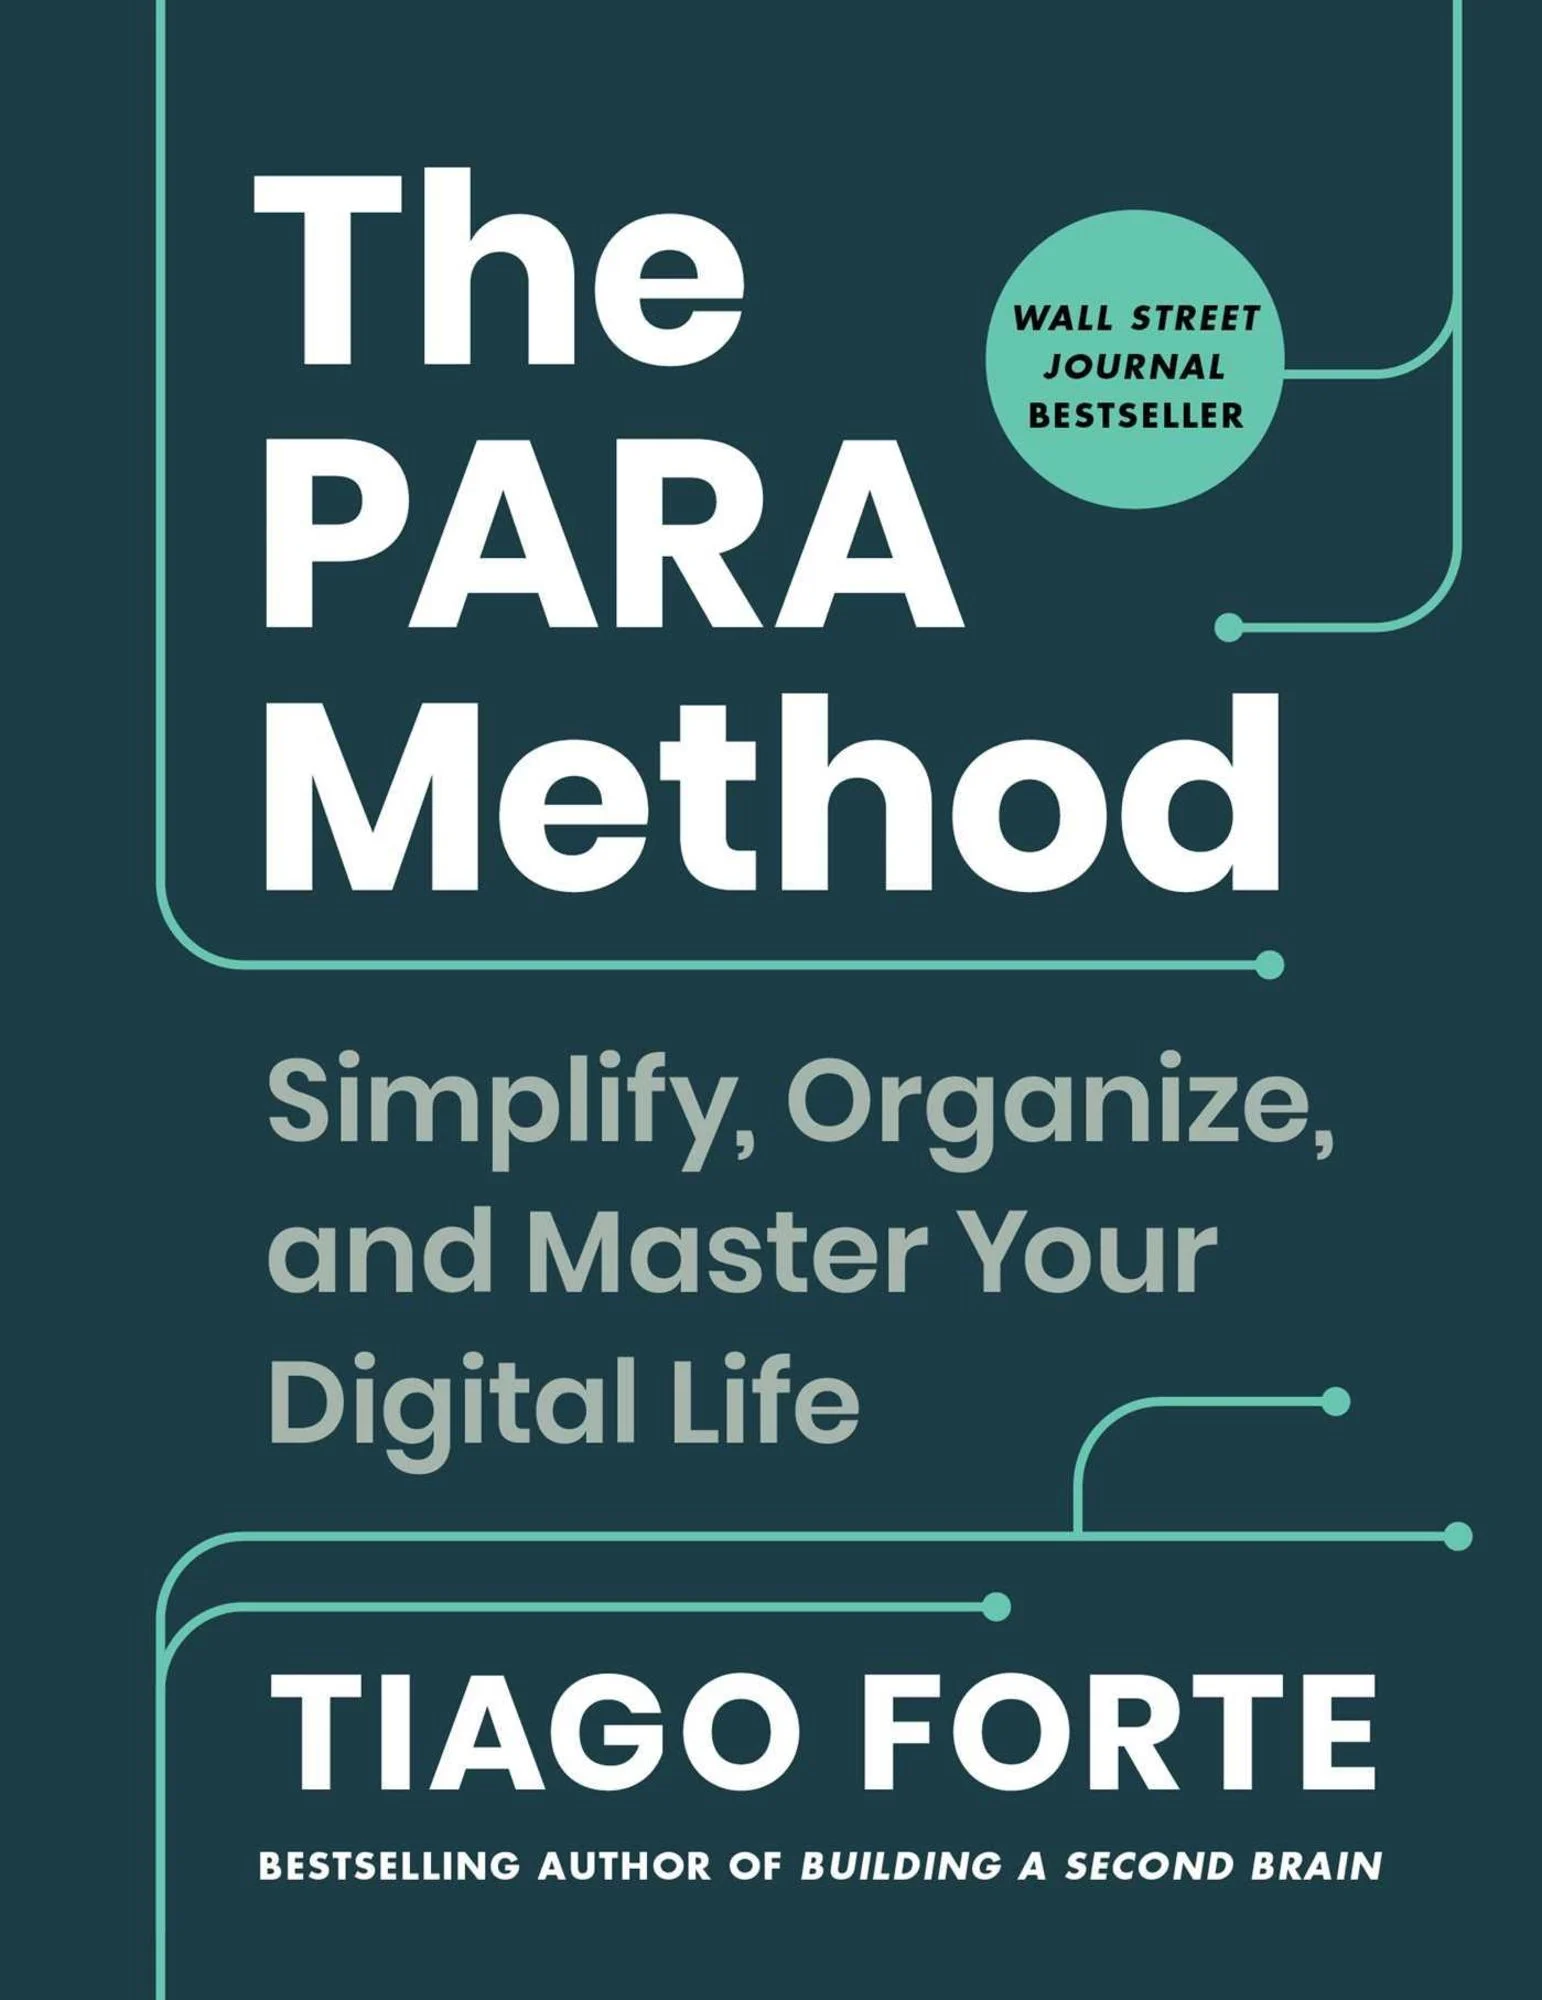 The
PARA
Method
WALL STREET
JOURNAL
BESTSELLER
Simplify, Organize,
and Master Your
Digital Life
TIAGO FORTE
BESTSELLING AUTHOR OF BUILDING A SECOND BRAIN